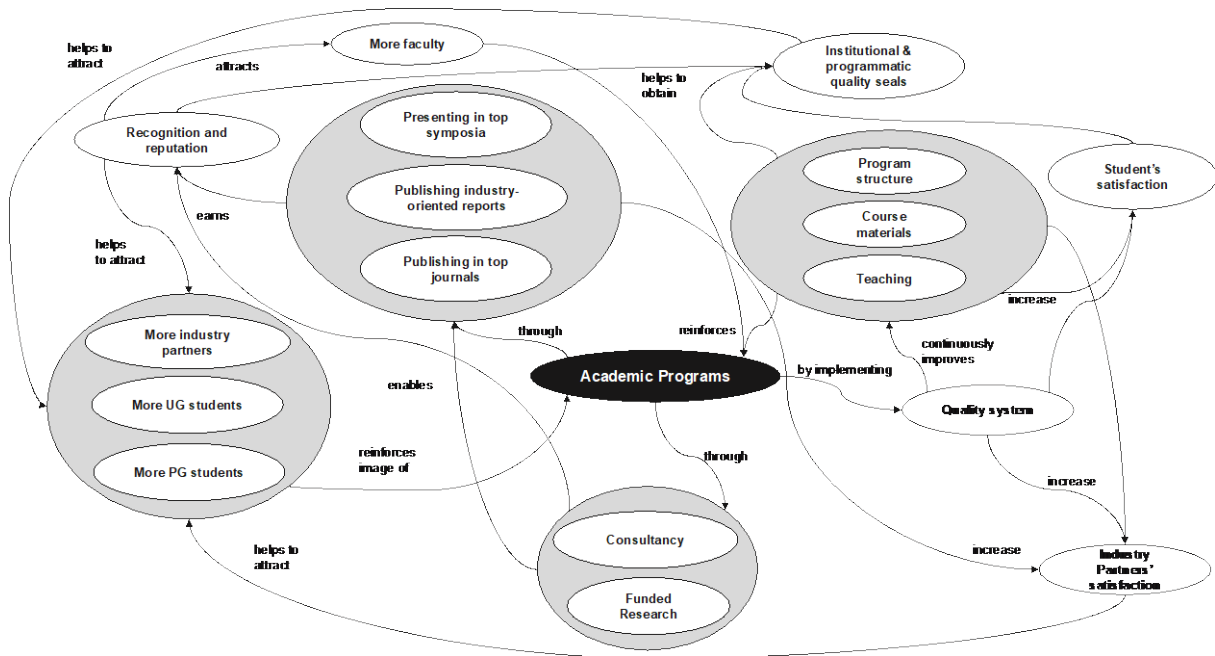 helps to
attract
More faculty
attracts
Institutional &
programmatic
quality seals
helps to
obtain
Presenting in top
symposia
Recognition and
reputation
Program
structure
Student's
satisfaction
Publishing industry-
oriented reports
earns
Course
materials
helps
to attract
Publishing in top
journals
Teaching
increase
More industry
partners
through
reinforces
continuously
improves
Academic Programs
by implementing
enables
More UG students
Quality system
reinforces
image of
More PG students
through
increase
Consultancy
helps to
attract
increase
Industry
Partners'
satisfaction
Funded
Research